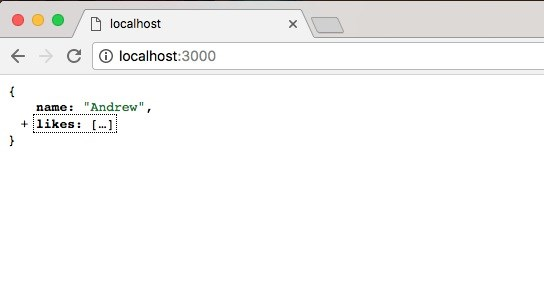 localhost
localhost:3000
{
name: "Andrew",
+ likes: […]
}